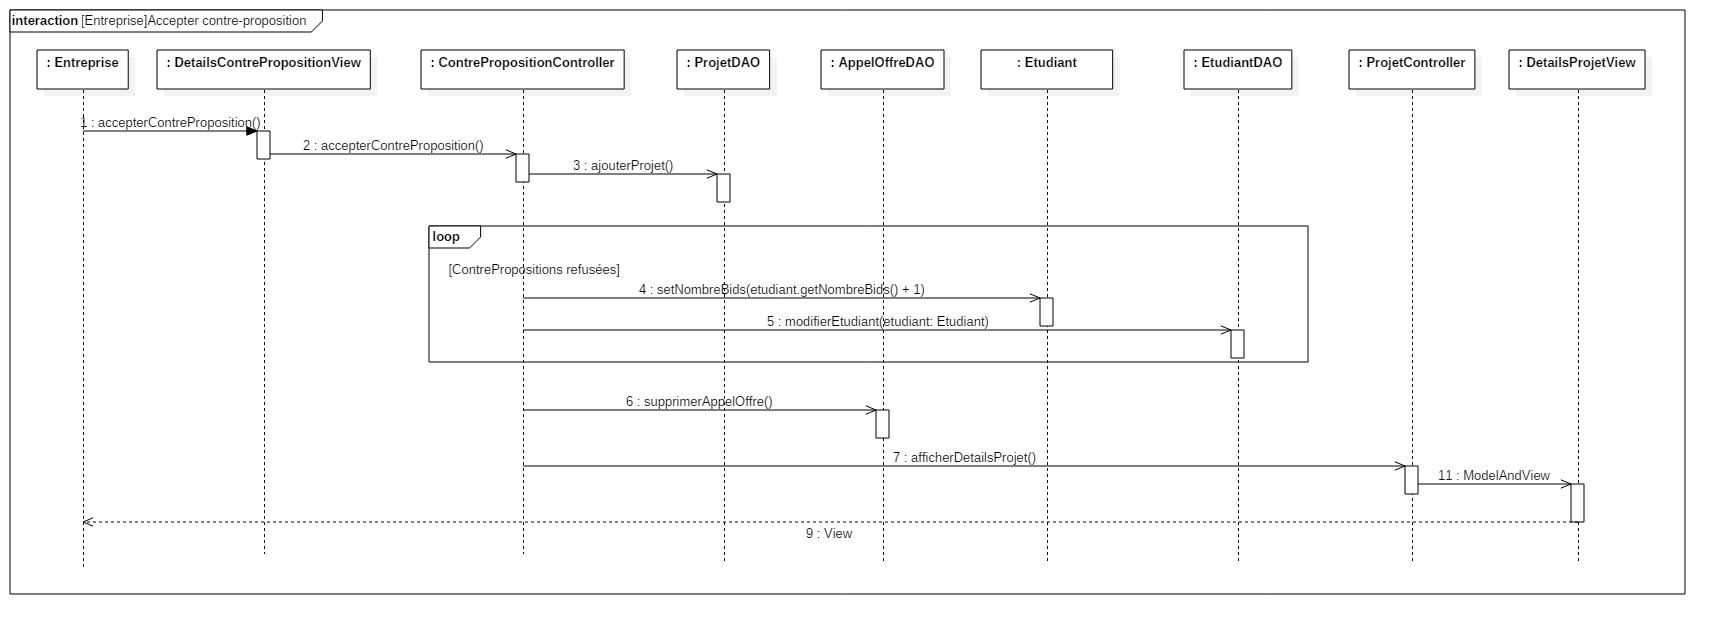 interaction [Entreprise]Accepter contre-proposition
: Entreprise
: DetailsContrePropositionView
: ContrePropositionController
: ProjetDAO
: AppelOffreDAO
: Etudiant
: EtudiantDAO
: ProjetController
: DetailsProjetView
1 : accepterContreProposition()
2 : accepterContreProposition()
3 : ajouterProjet()
loop
[ContrePropositions refusées]
4 : setNombreBids(etudiant.getNombreBids() + 1)
5 : modifierEtudiant(etudiant: Etudiant)
6 : supprimerAppelOffre()
7 : afficherDetailsProjet()
11 : ModelAndView
9 : View